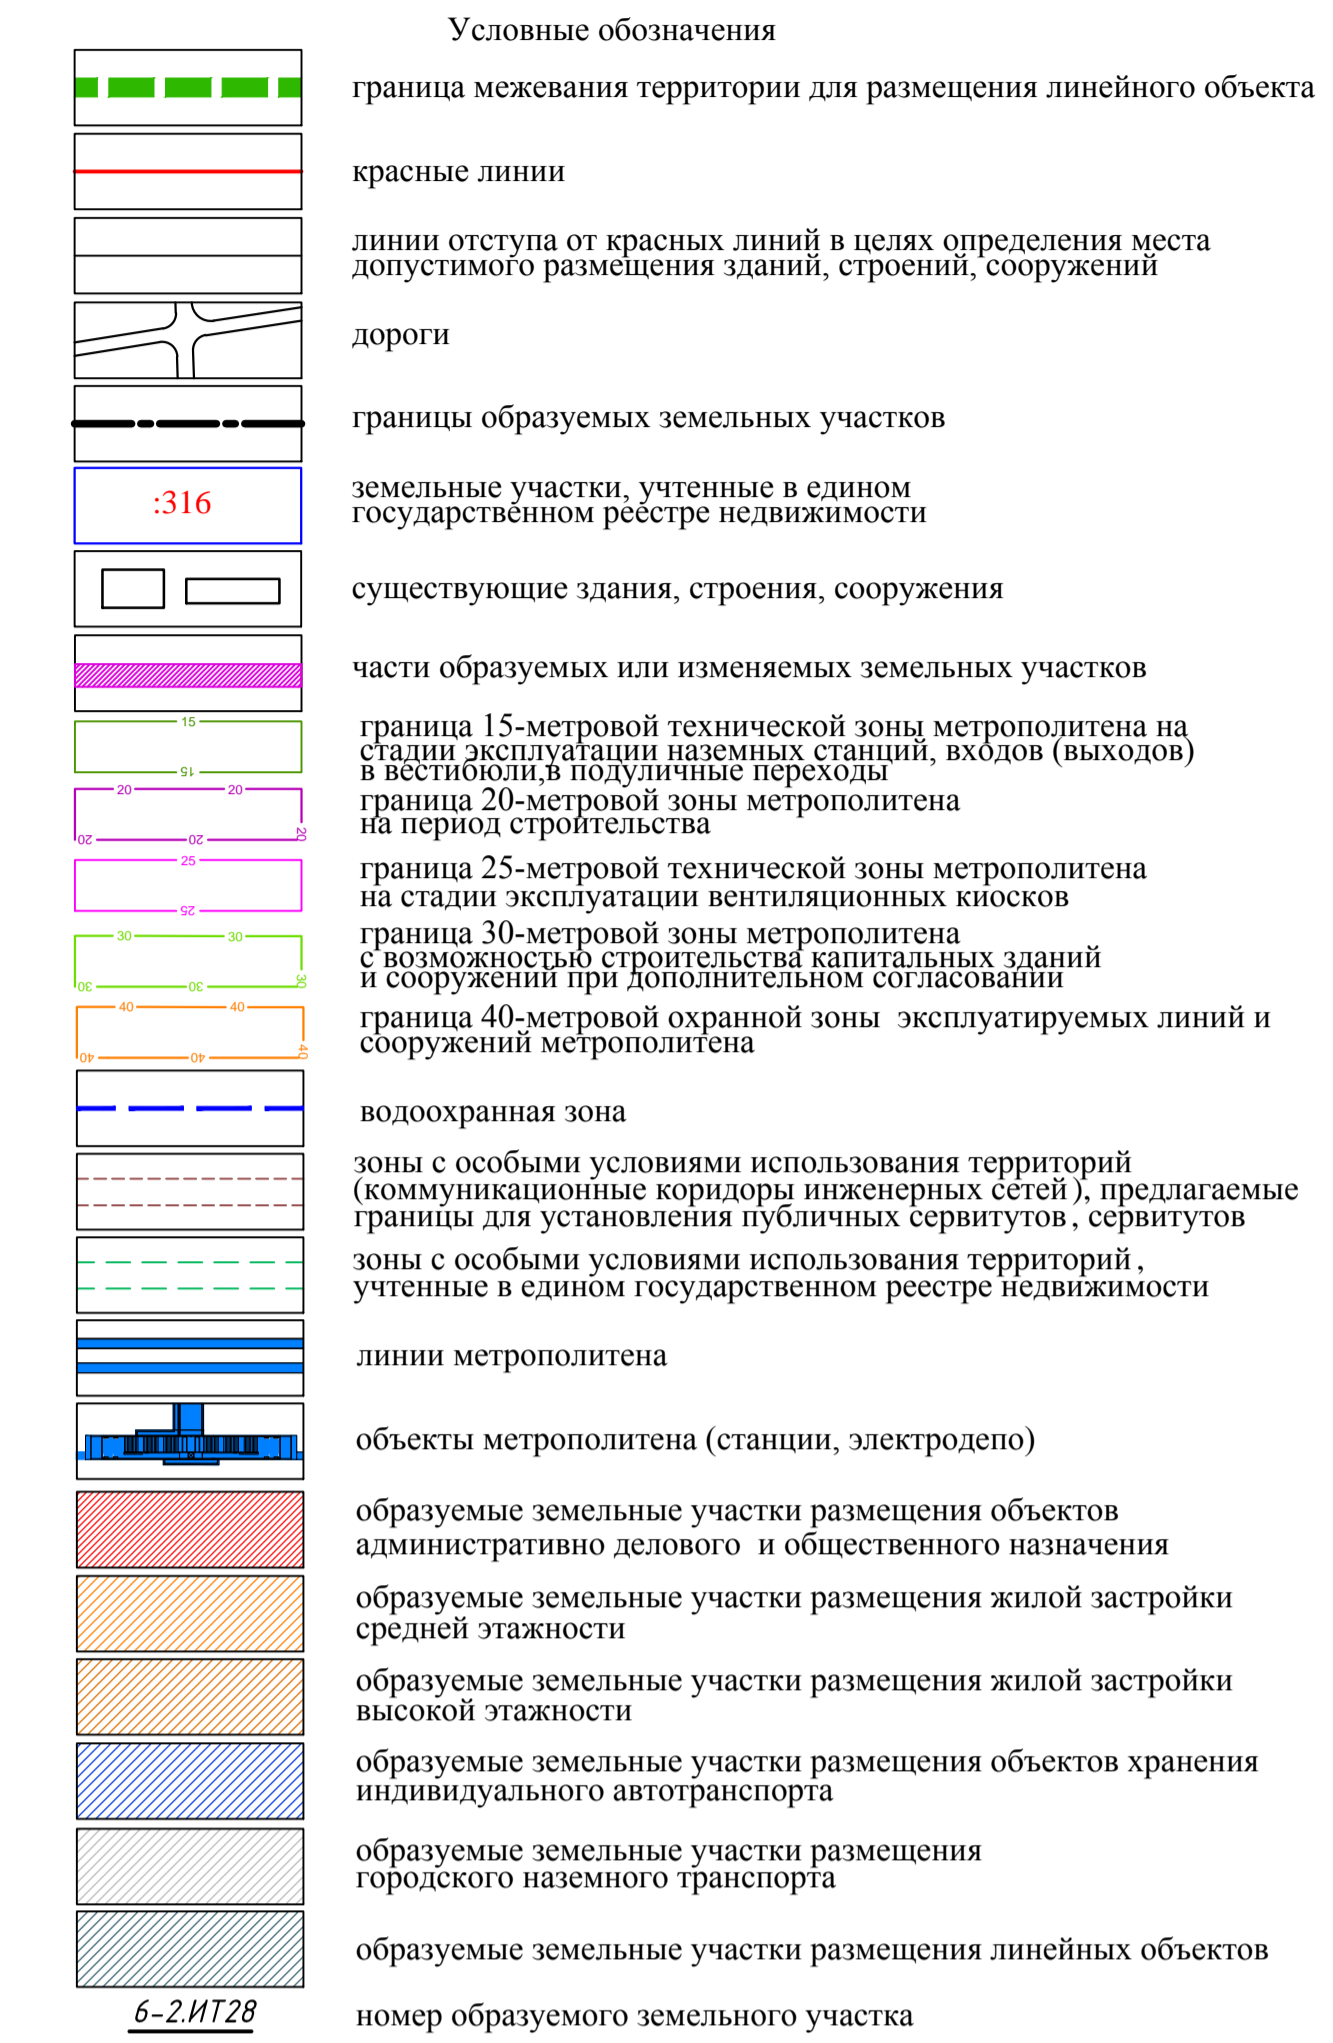 Условные обозначения
граница межевания территории для размещения линейного объекта
красные линии
линии отступа от красных линий в целях определения места
допустимого размещения зданий, строений, сооружений
дороги
границы образуемых земельных участков
:316
земельные участки, учтенные в едином
государственном реестре недвижимости
существующие здания, строения, сооружения
части образуемых или изменяемых земельных участков
15
15
граница 15-метровой технической зоны метрополитена на
стадии эксплуатации наземных станций, входов (выходов)
в вестибюли,в подуличные переходы
20 20
20 20 20
граница 20-метровой зоны метрополитена
на период строительства
25
25
граница 25-метровой технической зоны метрополитена
на стадии эксплуатации вентиляционных киосков
30 30
30 30 30
граница 30-метровой зоны метрополитена
с возможностью строительства капитальных зданий
и сооружений при дополнительном согласовании
40 40
40 40 40
граница 40-метровой охранной зоны эксплуатируемых линий и
сооружений метрополитена
водоохранная зона
зоны с особыми условиями использования территорий
(коммуникационные коридоры инженерных сетей), предлагаемые
границы для установления публичных сервитутов, сервитутов
зоны с особыми условиями использования территорий,
учтенные в едином государственном реестре недвижимости
линии метрополитена
объекты метрополитена (станции, электродепо)
образуемые земельные участки размещения объектов
административно делового и общественного назначения
образуемые земельные участки размещения жилой застройки
средней этажности
образуемые земельные участки размещения жилой застройки
высокой этажности
образуемые земельные участки размещения объектов хранения
индивидуального автотранспорта
образуемые земельные участки размещения
городского наземного транспорта
образуемые земельные участки размещения линейных объектов
6-2.ИТ28
номер образуемого земельного участка